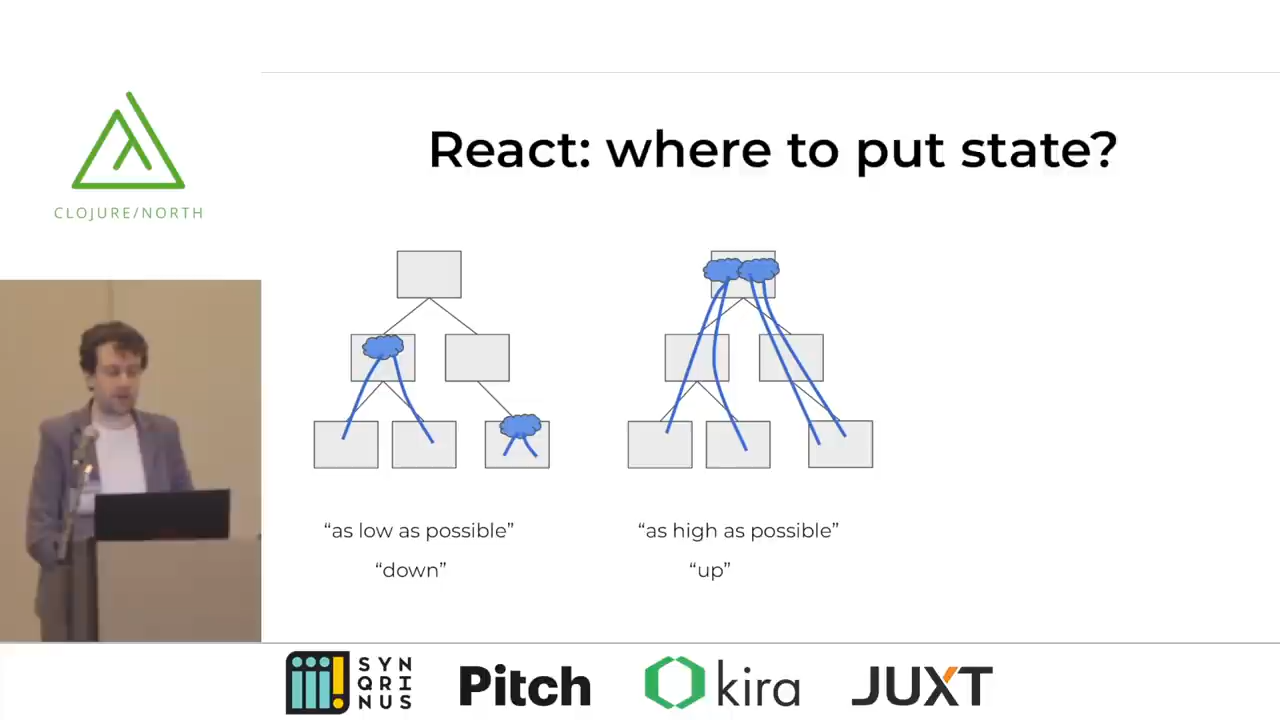 CLOJURE/NORTH
React: where to put state?
“as low as possible”
“as high as possible”
“down”
“up”
SYN
QRI
NUS
Pitch
kira
JUXT